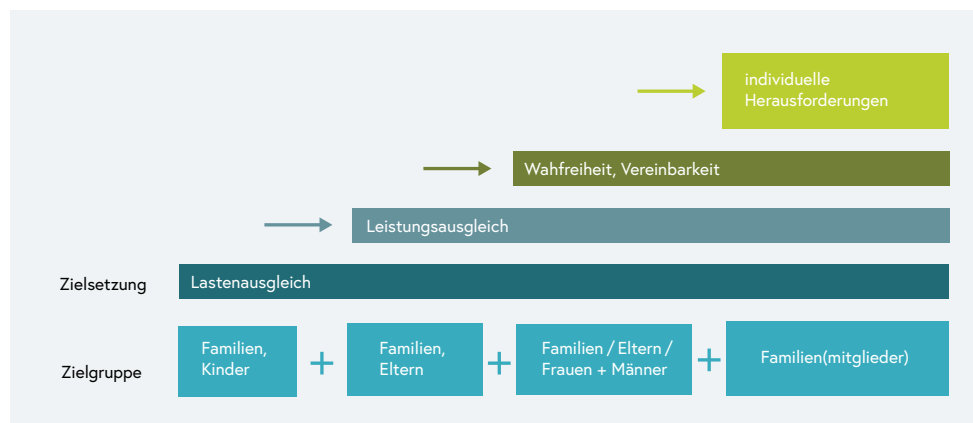 individuelle
Herausforderungen
Wahfreiheit, Vereinbarkeit
Leistungsausgleich
Zielsetzung
Lastenausgleich
Zielgruppe
Familien,
Kinder
+
Familien,
Eltern
+
Familien / Eltern /
Frauen + Männer
+
Familien(mitglieder)